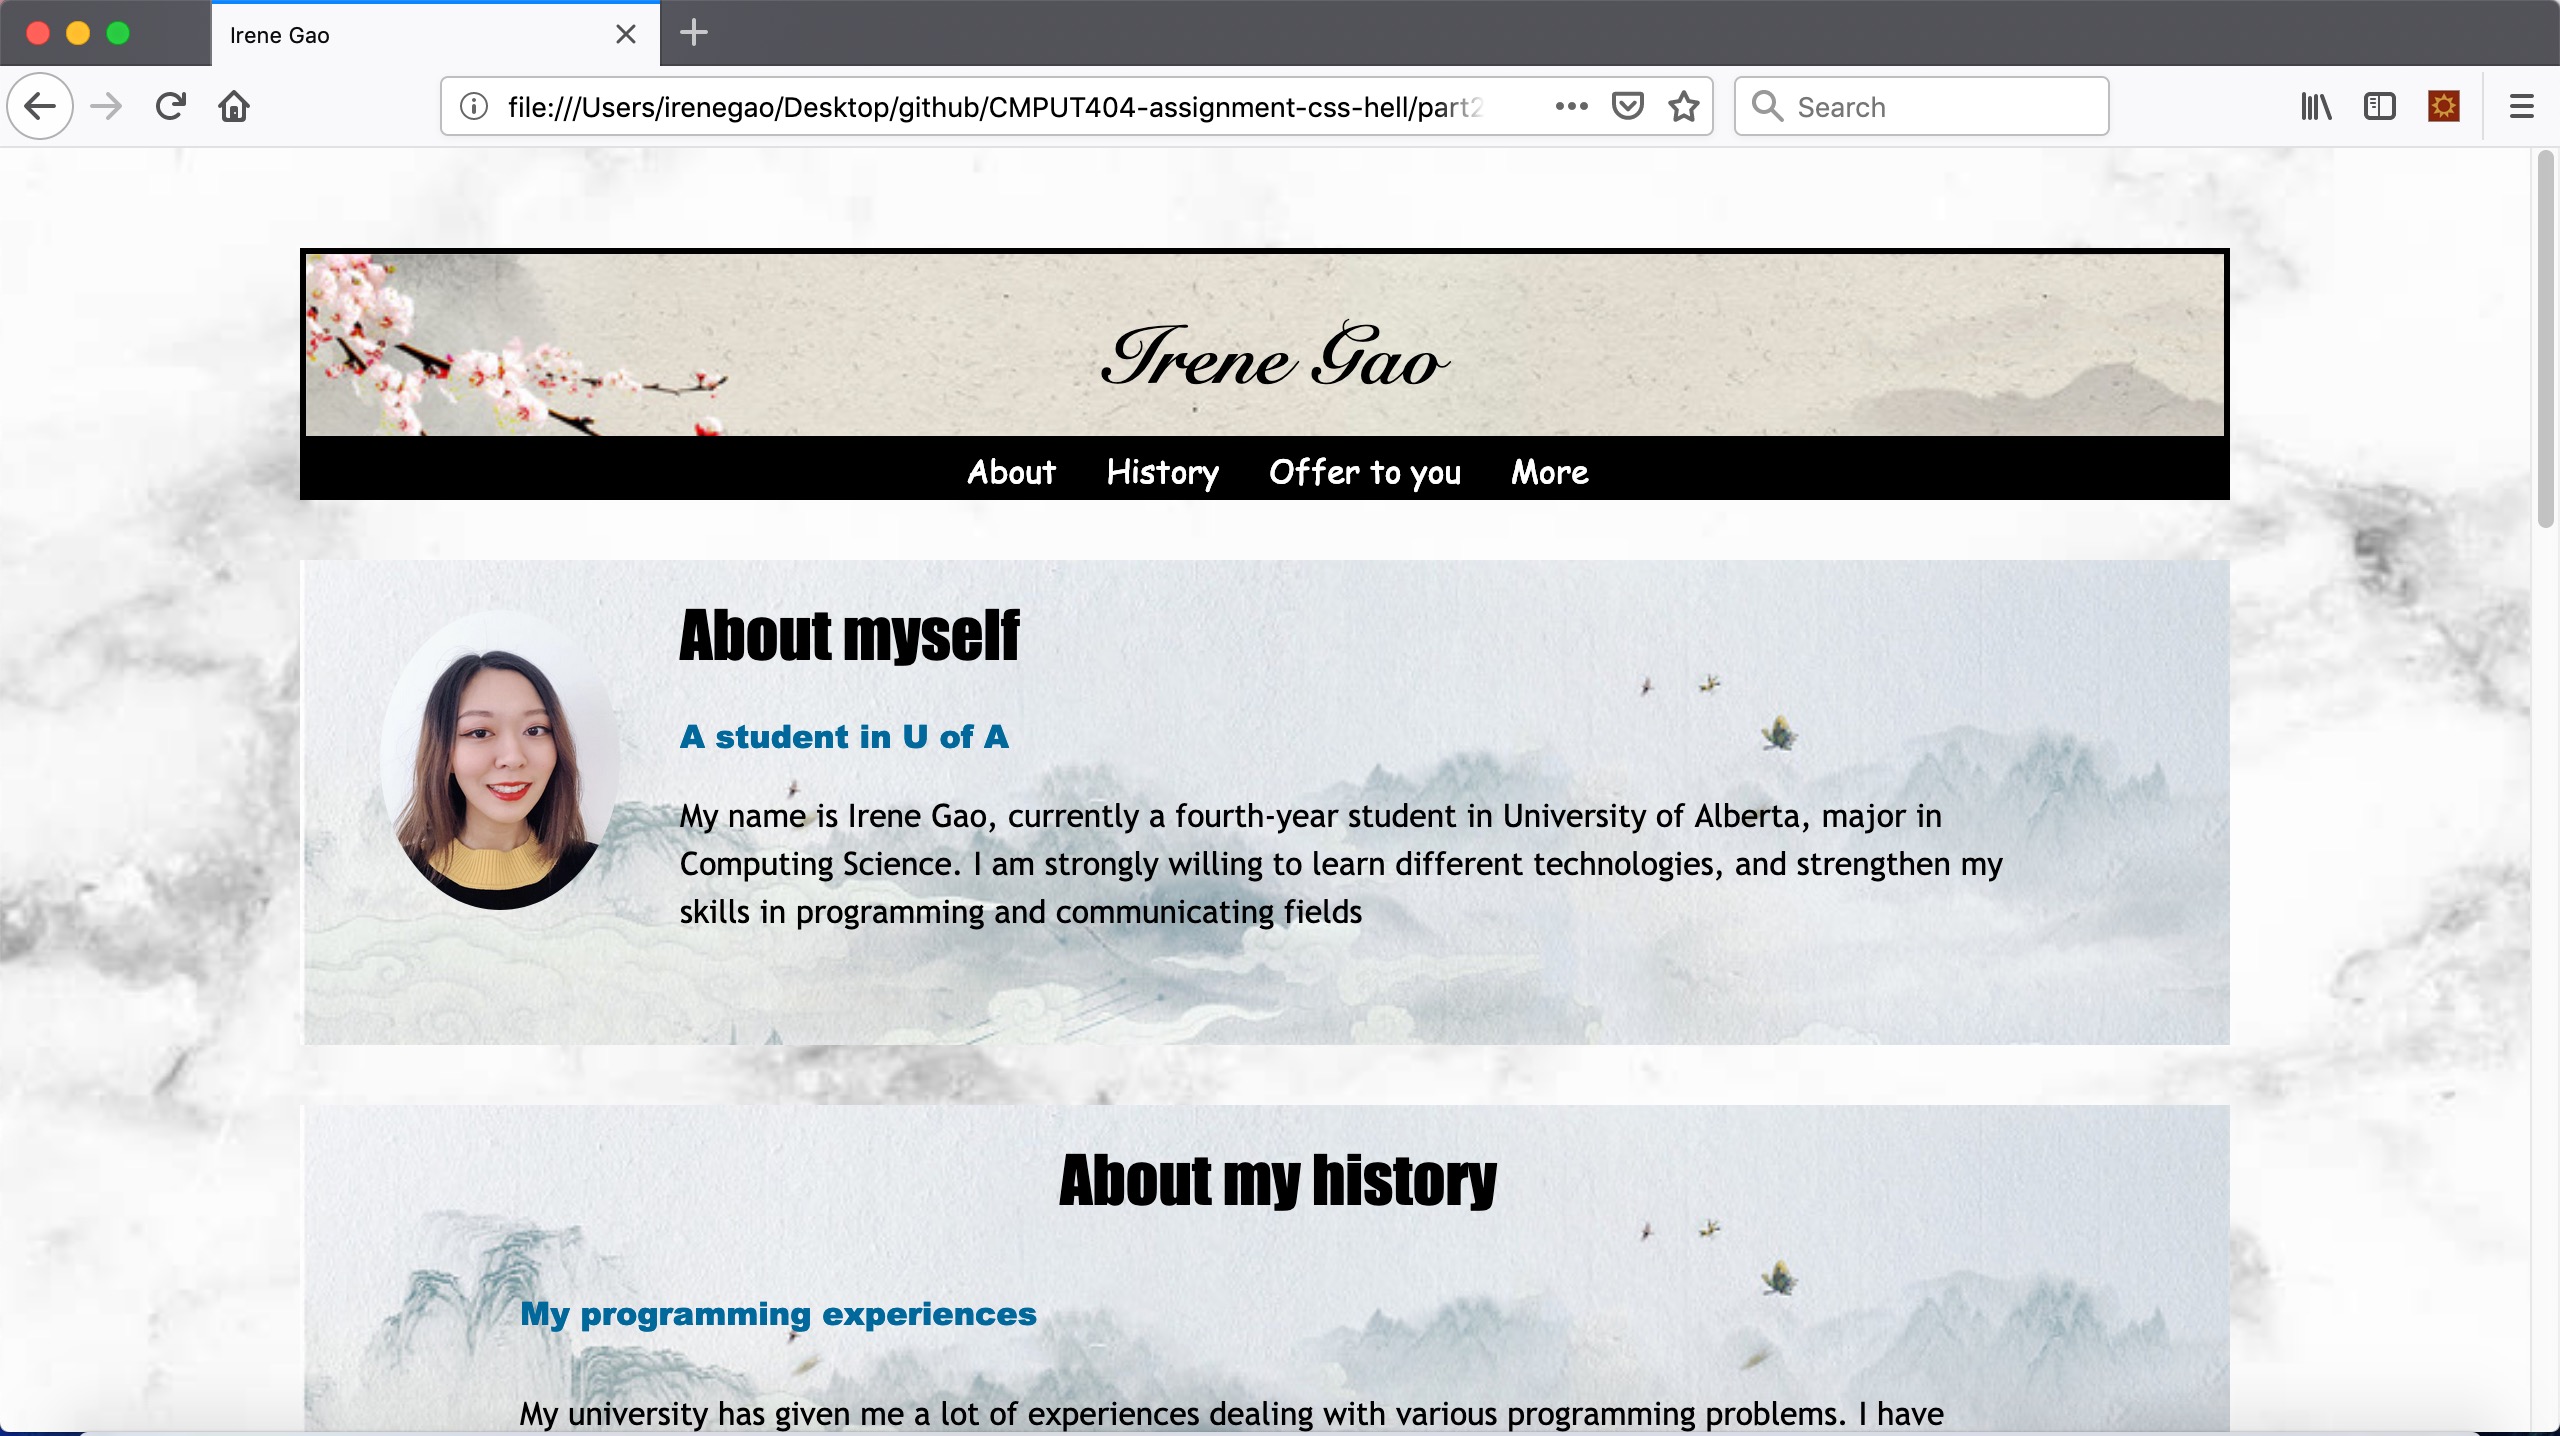 Irene Gao
file:///Users/irenegao/Desktop/github/CMPUT404-assignment-css-hell/part2
Search
Irene Gao
About History Offer to you More
About myself
A student in U of A
My name is Irene Gao, currently a fourth-year student in University of Alberta, major in
Computing Science. I am strongly willing to learn different technologies, and strengthen my
skills in programming and communicating fields
About my history
My programming experiences
My university has given me a lot of experiences dealing with various programming problems. I have